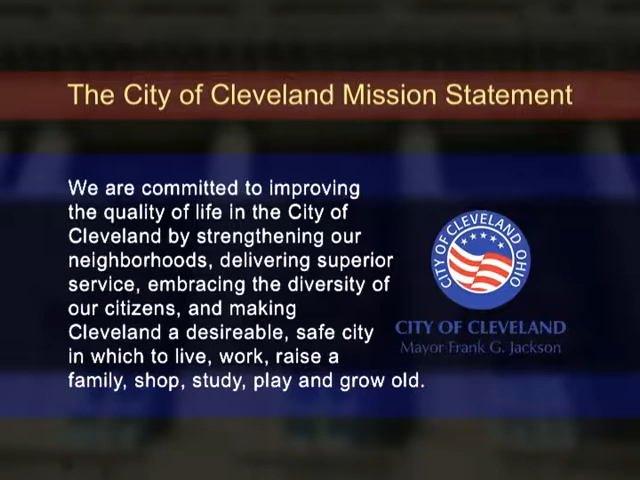 The City of Cleveland Mission Statement
We are committed to improving
the quality of life in the City of
Cleveland by strengthening our
neighborhoods, delivering superior
service, embracing the diversity of
our citizens, and making
Cleveland a desireable, safe city
in which to live, work, raise a
family, shop, study, play and grow old.
CITY OF CLEVELAND OHIO
CITY OF CLEVELAND
Mayor Frank G. Jackson